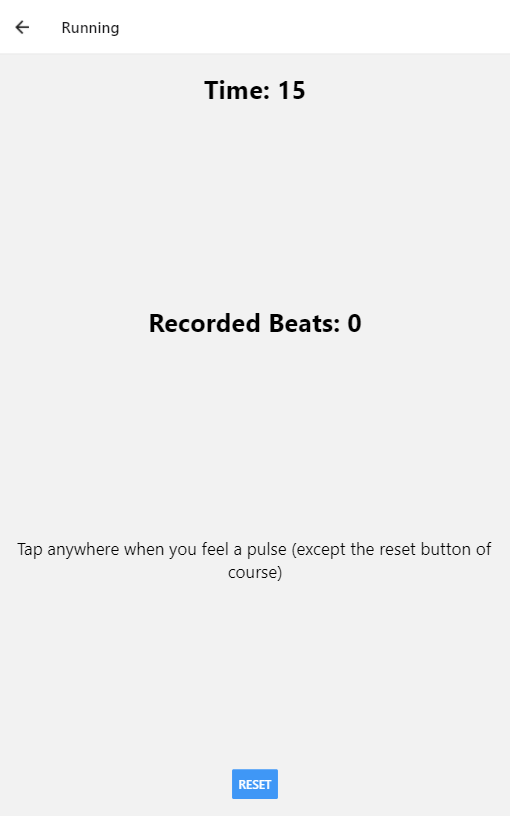 Running
Time: 15
Recorded Beats: 0
Tap anywhere when you feel a pulse (except the reset button of
course)
RESET